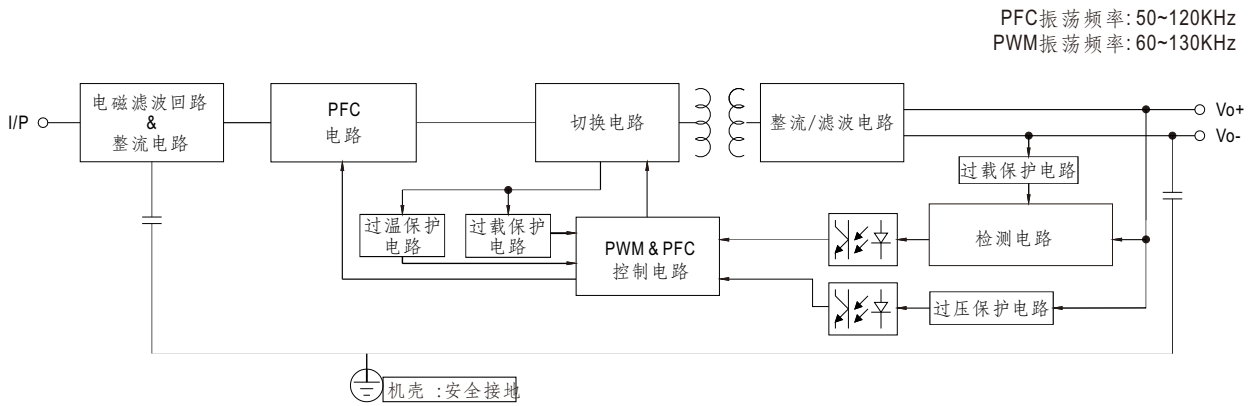 PFC振荡频率: 50~120KHz
PWM振荡频率: 60~130KHz
I/P
电磁滤波回路
&
整流电路
PFC
电路
切换电路
整流/滤波电路
Vo+
Vo-
过载保护电路
过温保护
电路
过载保护
电路
PWM & PFC
控制电路
检测电路
过压保护电路
机壳 :安全接地